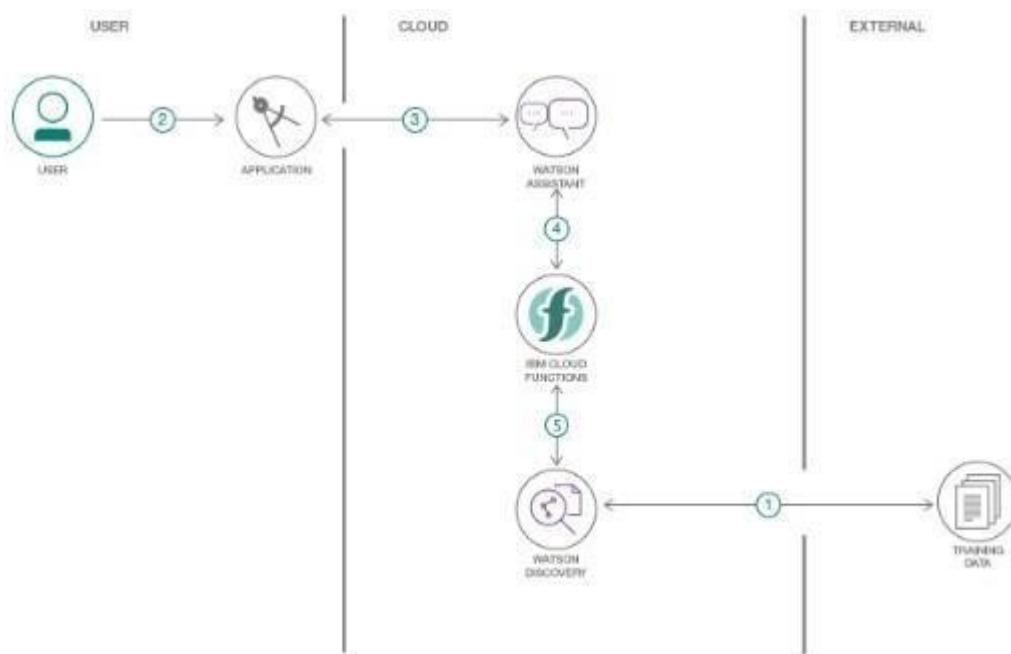 USER
CLOUD
EXTERNAL
2
3
USER
APPLICATION
WATSON
ASSISTANT
4
IBM CLOUD
FUNCTIONS
5
1
WATSON
DISCOVERY
TRAINING
DATA